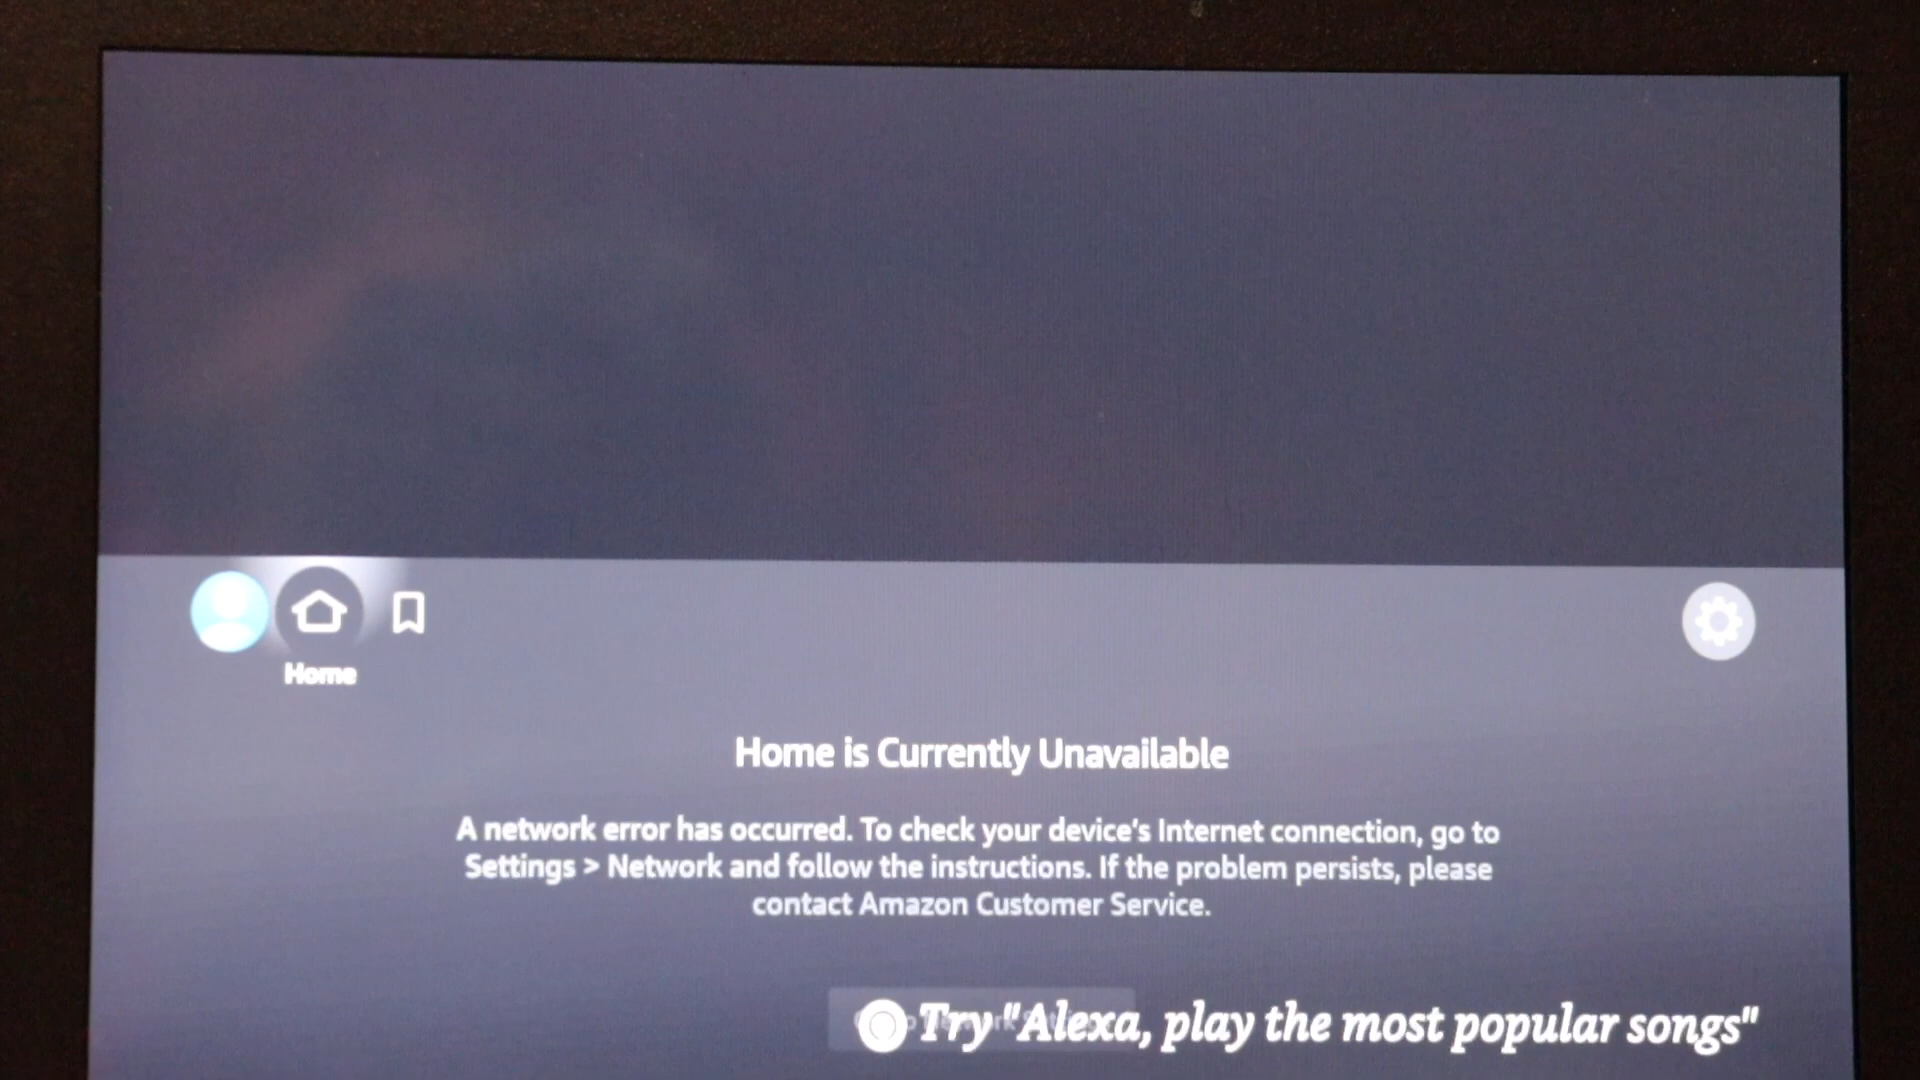 Home
Home is Currently Unavailable
A network error has occurred. To check your device's Internet connection, go to
Settings > Network and follow the instructions. If the problem persists, please
contact Amazon Customer Service.
Try "Alexa, play the most popular songs"